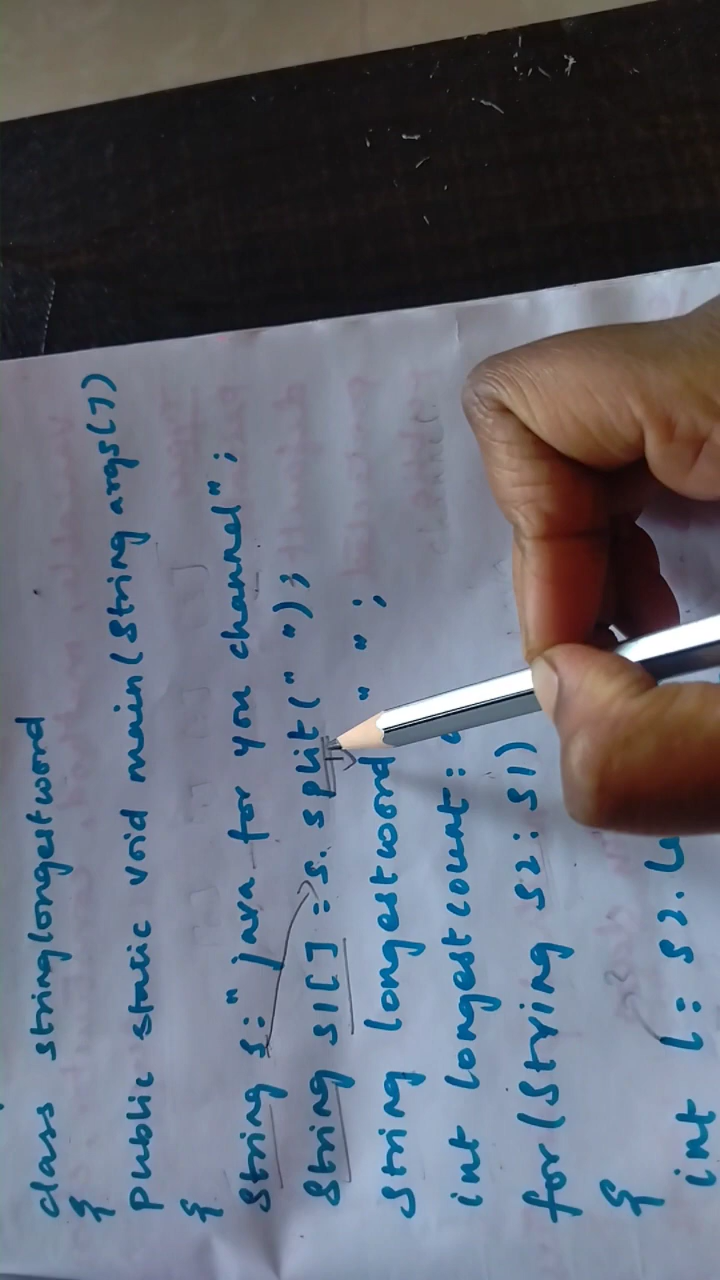 class stringlongestword
{
public static void main(String args[])
{
String s="java for you channel";
String s1[] = s.split(" ");
String longestword " ";
int longestcount =
for(String s2:s1)
{
int l= s2.le